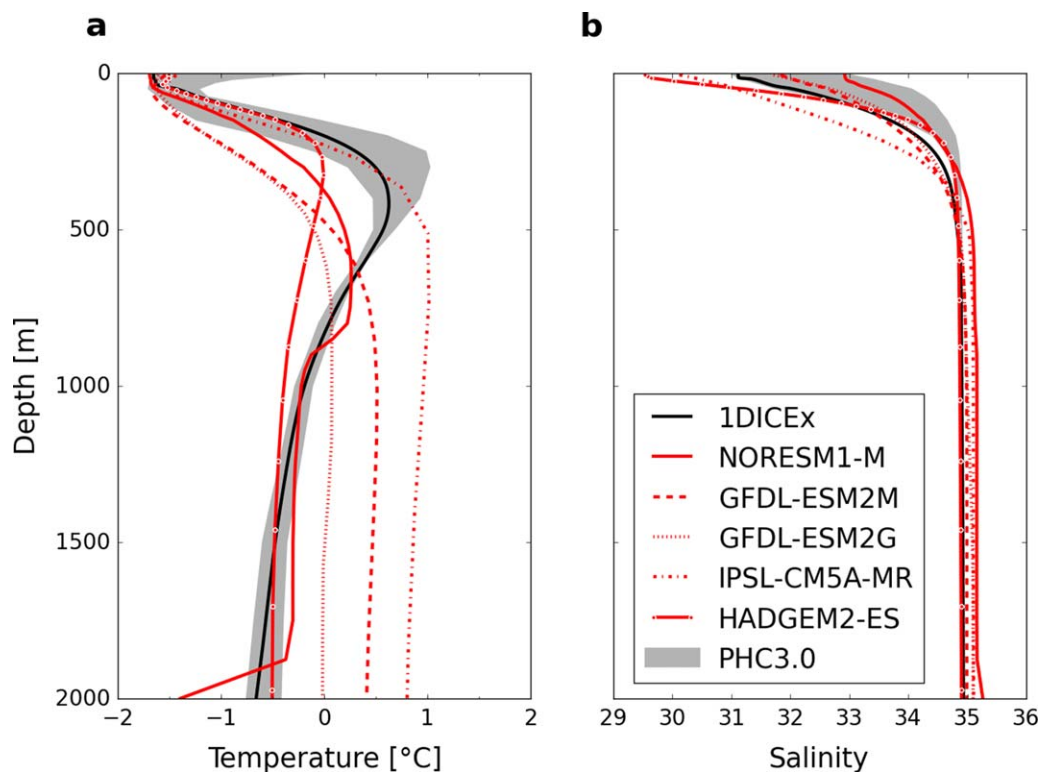 a
b
0
500
1000
1500
2000
Depth [m]
−2
−1
0
1
2
Temperature [°C]
29
30
31
32
33
34
35
36
Salinity
1DICEx
NORESM1-M
GFDL-ESM2M
GFDL-ESM2G
IPSL-CM5A-MR
HADGEM2-ES
PHC3.0